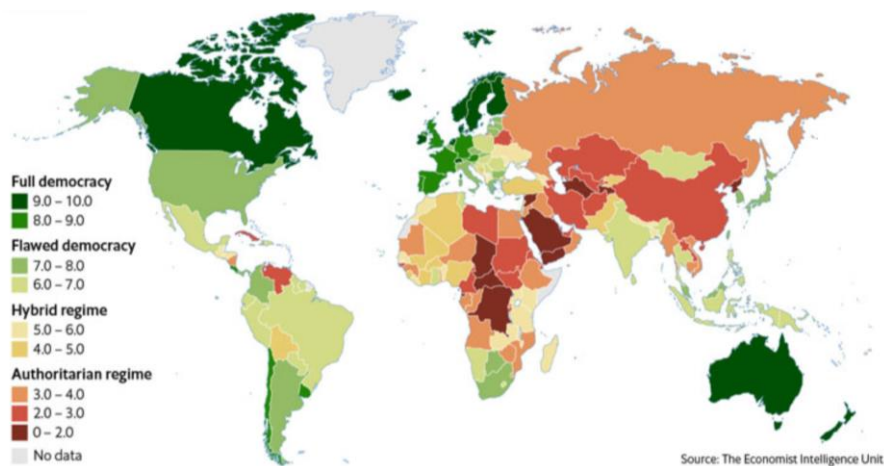 Full democracy
9.0 – 10.0
8.0 – 9.0
Flawed democracy
7.0 – 8.0
6.0 – 7.0
Hybrid regime
5.0 – 6.0
4.0 – 5.0
Authoritarian regime
3.0 – 4.0
2.0 – 3.0
0 – 2.0
No data
Source: The Economist Intelligence Unit